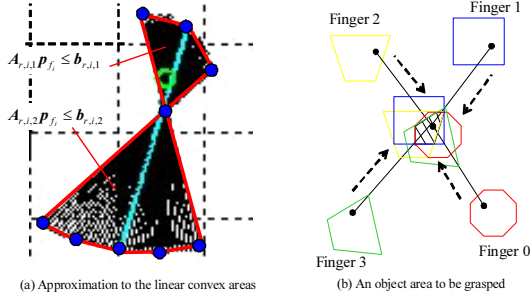 A_{r,i,1} p_{f_i} ≤ b_{r,i,1}
A_{r,i,2} p_{f_i} ≤ b_{r,i,2}
(a) Approximation to the linear convex areas
Finger 2
Finger 1
Finger 3
Finger 0
(b) An object area to be grasped